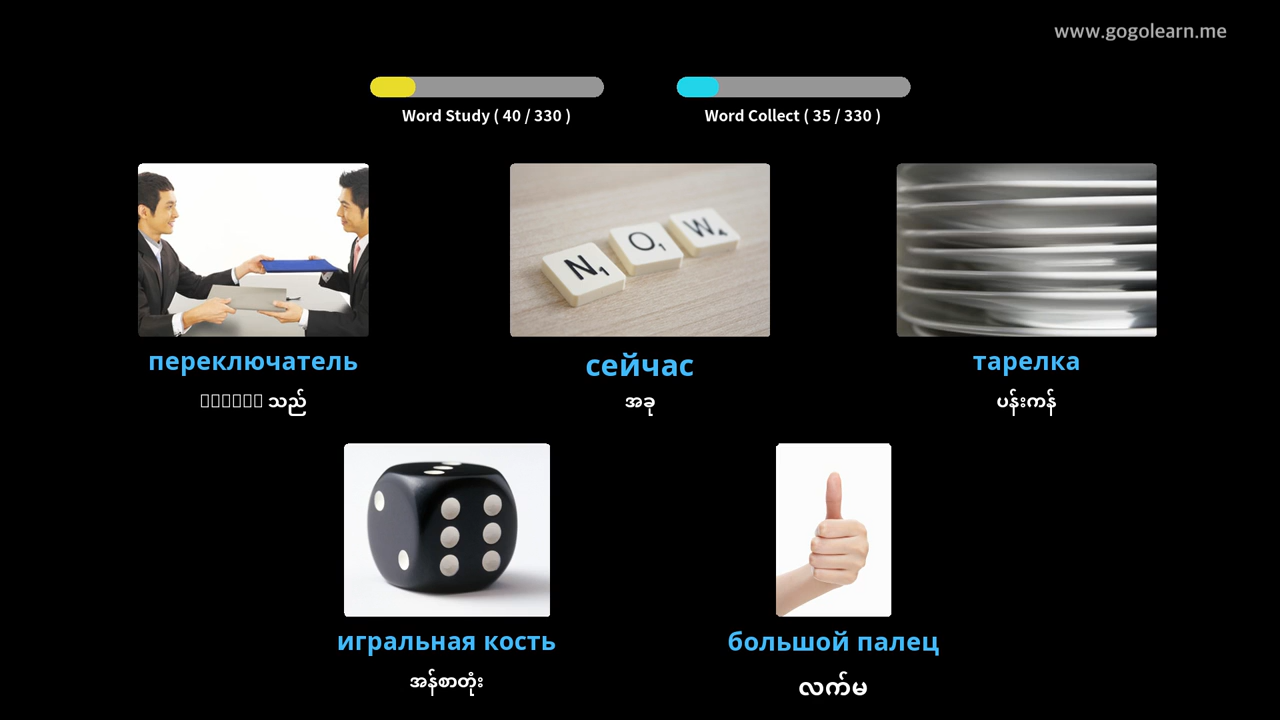 www.gogolearn.me
Word Study ( 40 / 330 )
Word Collect ( 35 / 330 )
NOW
переключатель
сейчас
тарелка
သည်
အခု
ပန်းကန်
игральная кость
большой палец
အန်စာတုံး
လက်မ